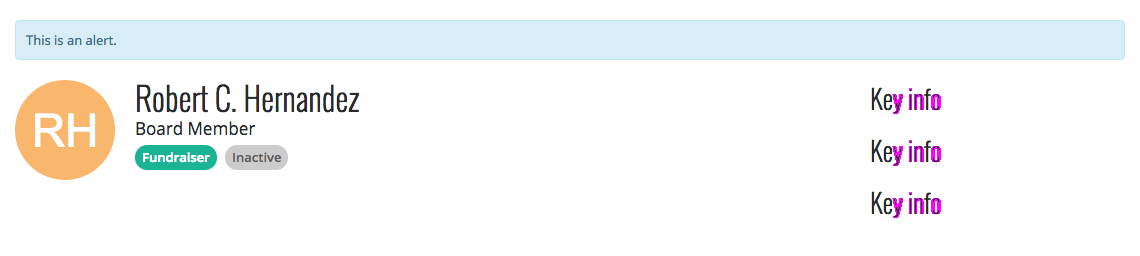 This is an alert.
RH
Robert C. Hernandez
Board Member
Fundraiser Inactive
Key info
Key info
Key info